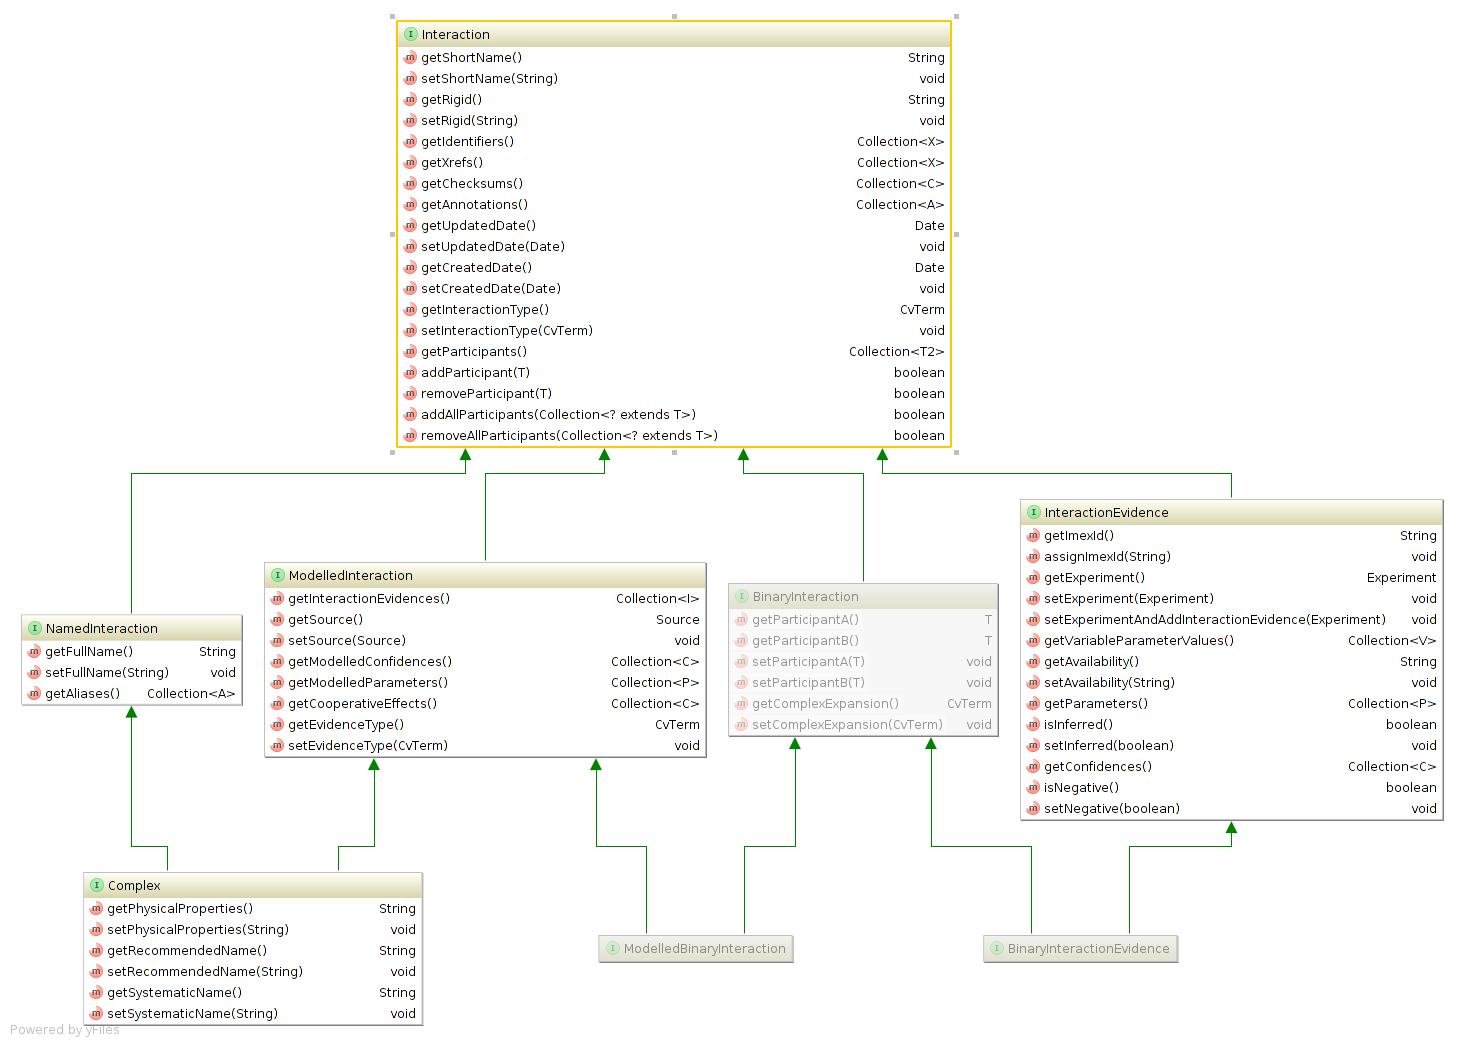 Interaction
getShortName() String
setShortName(String) void
getRigid() String
setRigid(String) void
getIdentifiers() Collection<X>
getXrefs() Collection<X>
getChecksums() Collection<C>
getAnnotations() Collection<A>
getUpdatedDate() Date
setUpdatedDate(Date) void
getCreatedDate() Date
setCreatedDate(Date) void
getInteractionType() CvTerm
setInteractionType(CvTerm) void
getParticipants() Collection<T2>
addParticipant(T) boolean
removeParticipant(T) boolean
addAllParticipants(Collection<? extends T>) boolean
removeAllParticipants(Collection<? extends T>) boolean
NamedInteraction
getFullName() String
setFullName(String) void
getAliases() Collection<A>
ModelledInteraction
getInteractionEvidences() Collection<I>
getSource() Source
setSource(Source) void
getModelledConfidences() Collection<C>
getModelledParameters() Collection<P>
getCooperativeEffects() Collection<C>
getEvidenceType() CvTerm
setEvidenceType(CvTerm) void
BinaryInteraction
getParticipantA() T
getParticipantB() T
setParticipantA(T) void
setParticipantB(T) void
getComplexExpansion() CvTerm
setComplexExpansion(CvTerm) void
InteractionEvidence
getImexId() String
assignImexId(String) void
getExperiment() Experiment
setExperiment(Experiment) void
setExperimentAndAddInteractionEvidence(Experiment) void
getVariableParameterValues() Collection<V>
getAvailability() String
setAvailability(String) void
getParameters() Collection<P>
isInferred() boolean
setInferred(boolean) void
getConfidences() Collection<C>
isNegative() boolean
setNegative(boolean) void
Complex
getPhysicalProperties() String
setPhysicalProperties(String) void
getRecommendedName() String
setRecommendedName(String) void
getSystematicName() String
setSystematicName(String) void
ModelledBinaryInteraction
BinaryInteractionEvidence
Powered by yFiles